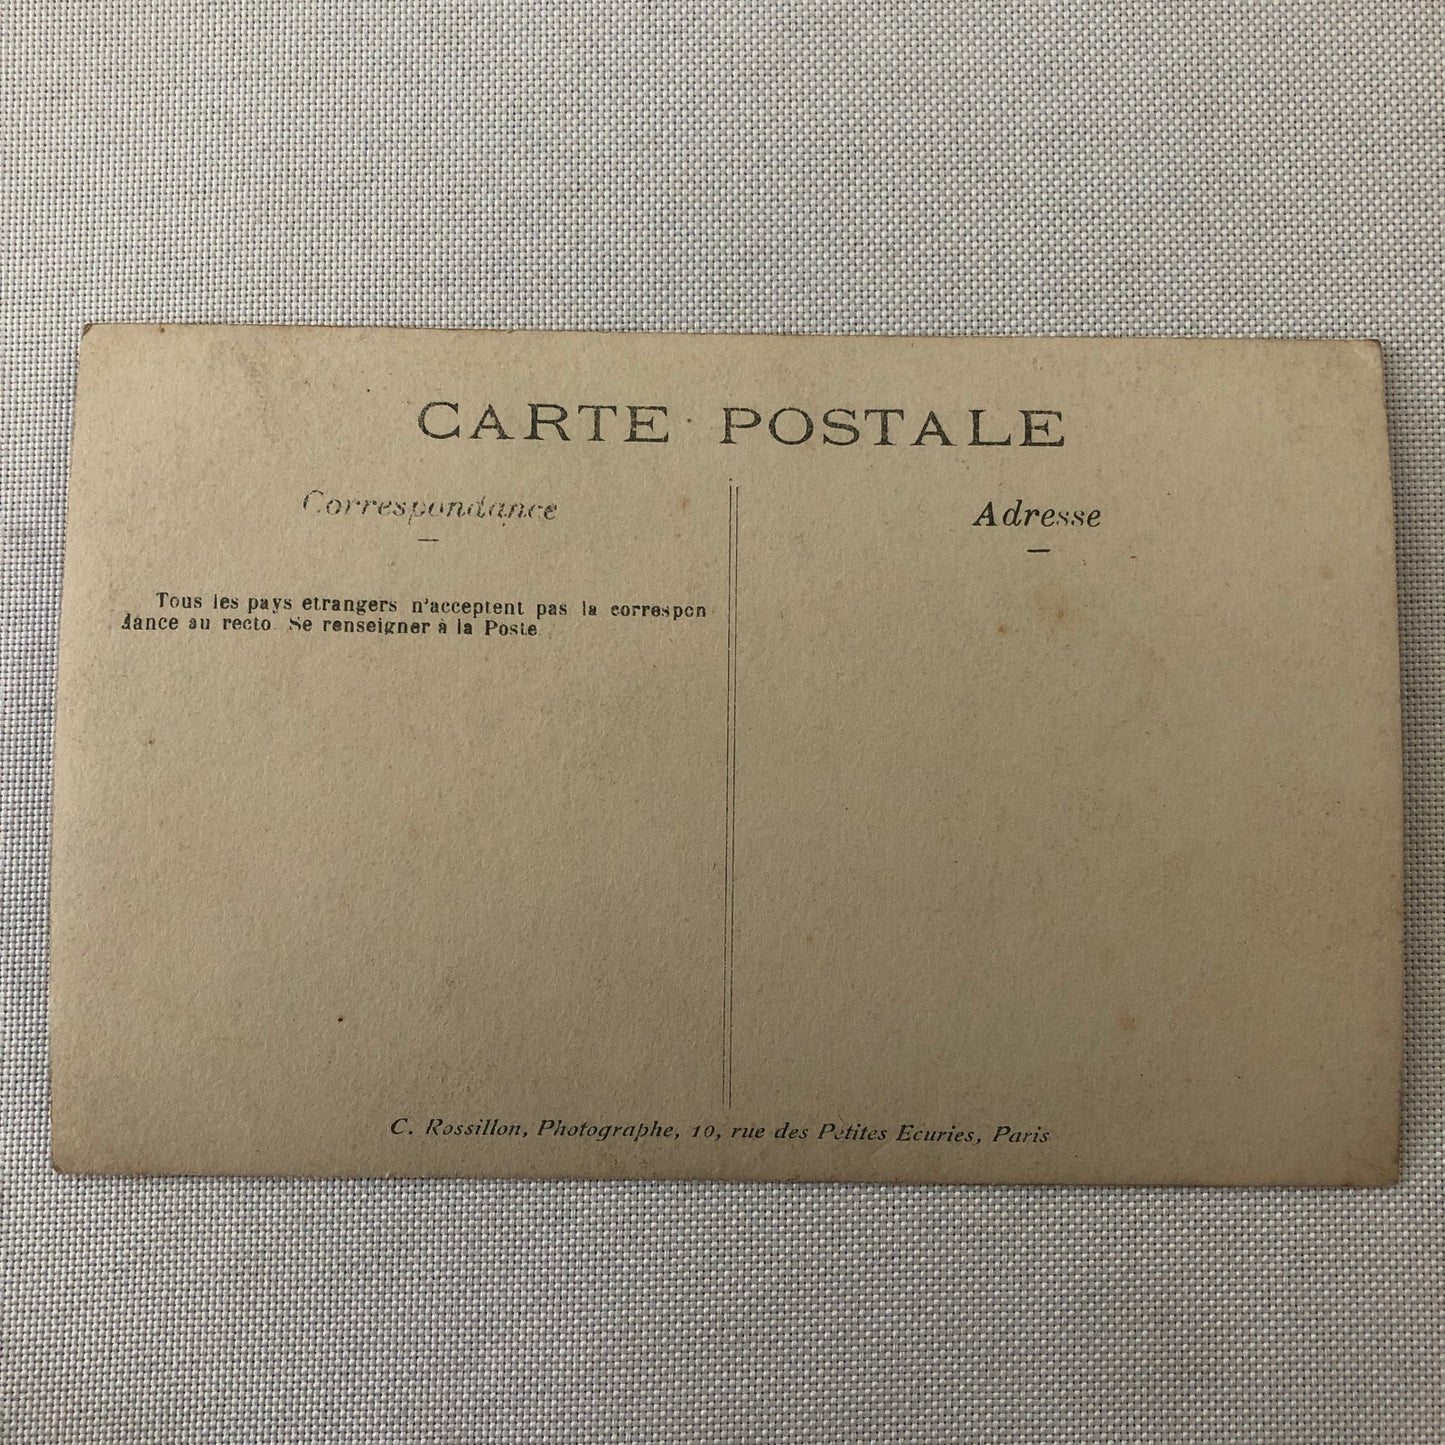 CARTE POSTALE
Correspondance
Adresse
Tous les pays etrangers n'acceptent pas la correspon
dance au recto. Se renseigner à la Poste
C. Rossillon, Photographe, 10, rue des Petites Ecuries, Paris